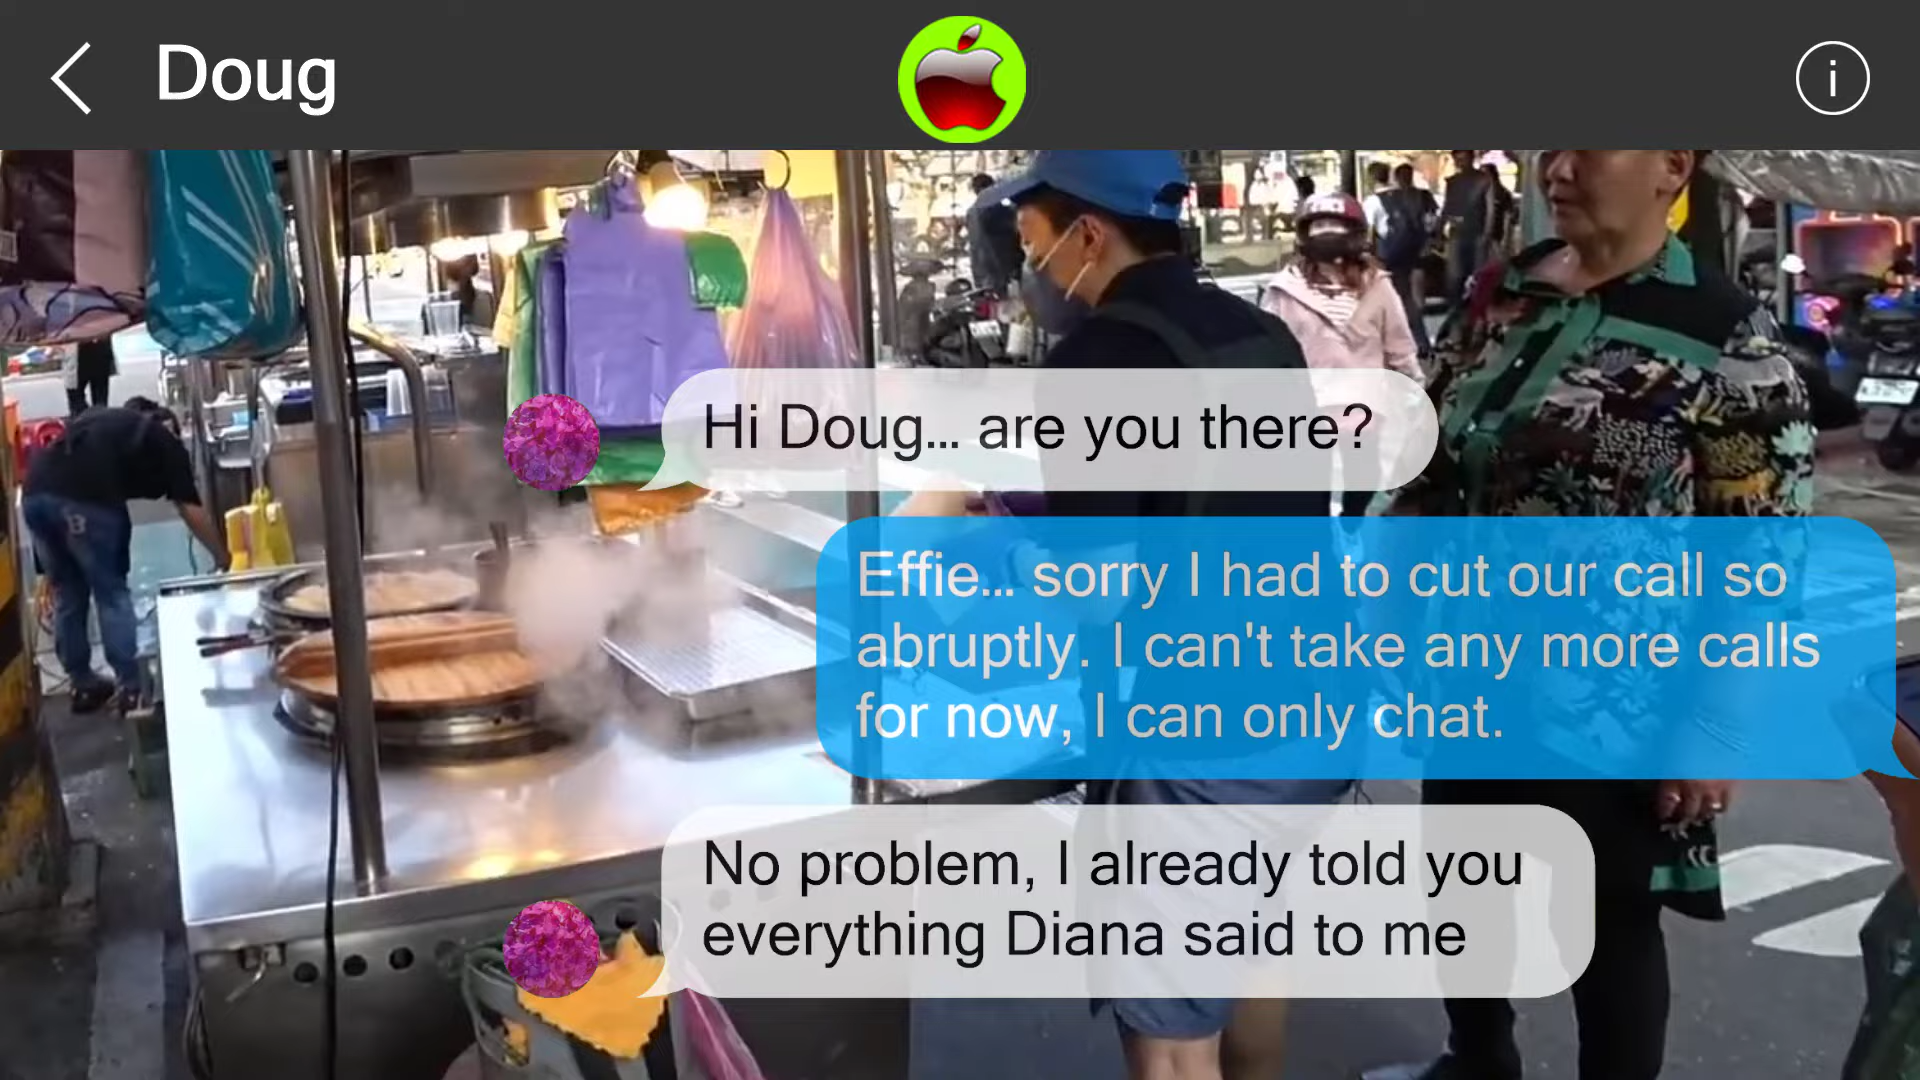 Doug
Hi Doug... are you there?
Effie... sorry I had to cut our call so
abruptly. I can't take any more calls
for now, I can only chat.
No problem, I already told you
everything Diana said to me